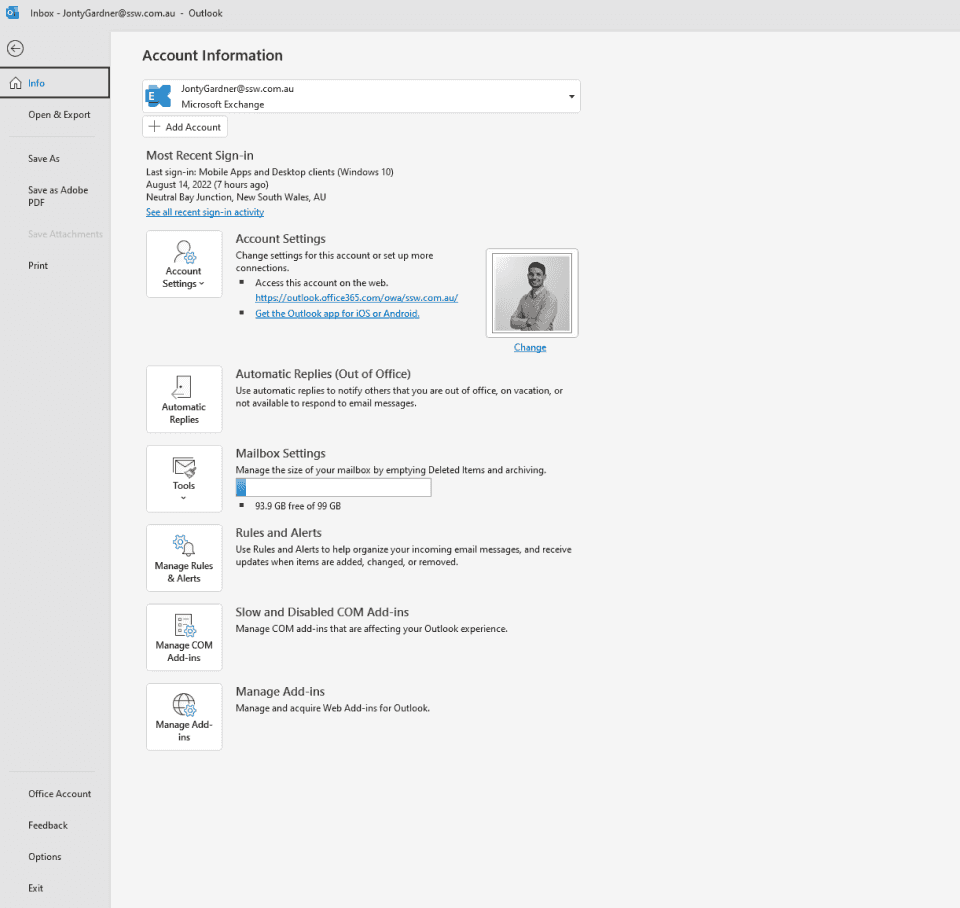 Inbox - JontyGardner@ssw.com.au - Outlook
Info
Open & Export
Save As
Save as Adobe
PDF
Save Attachments
Print
Office Account
Feedback
Options
Exit
Account Information
E
JontyGardner@ssw.com.au
Microsoft Exchange
Add Account
Most Recent Sign-in
Last sign-in: Mobile Apps and Desktop clients (Windows 10)
August 14, 2022 (7 hours ago)
Neutral Bay Junction, New South Wales, AU
See all recent sign-in activity
Account
Settings
Account Settings
Change settings for this account or set up more
connections.
Access this account on the web.
https://outlook.office365.com/owa/ssw.com.au/
Get the Outlook app for iOS or Android.
Change
Automatic
Replies
Automatic Replies (Out of Office)
Use automatic replies to notify others that you are out of office, on vacation, or
not available to respond to email messages.
Tools
Mailbox Settings
Manage the size of your mailbox by emptying Deleted Items and archiving.
93.9 GB free of 99 GB
Manage Rules
& Alerts
Rules and Alerts
Use Rules and Alerts to help organize your incoming email messages, and receive
updates when items are added, changed, or removed.
Manage COM
Add-ins
Slow and Disabled COM Add-ins
Manage COM add-ins that are affecting your Outlook experience.
Manage Add-
ins
Manage Add-ins
Manage and acquire Web Add-ins for Outlook.